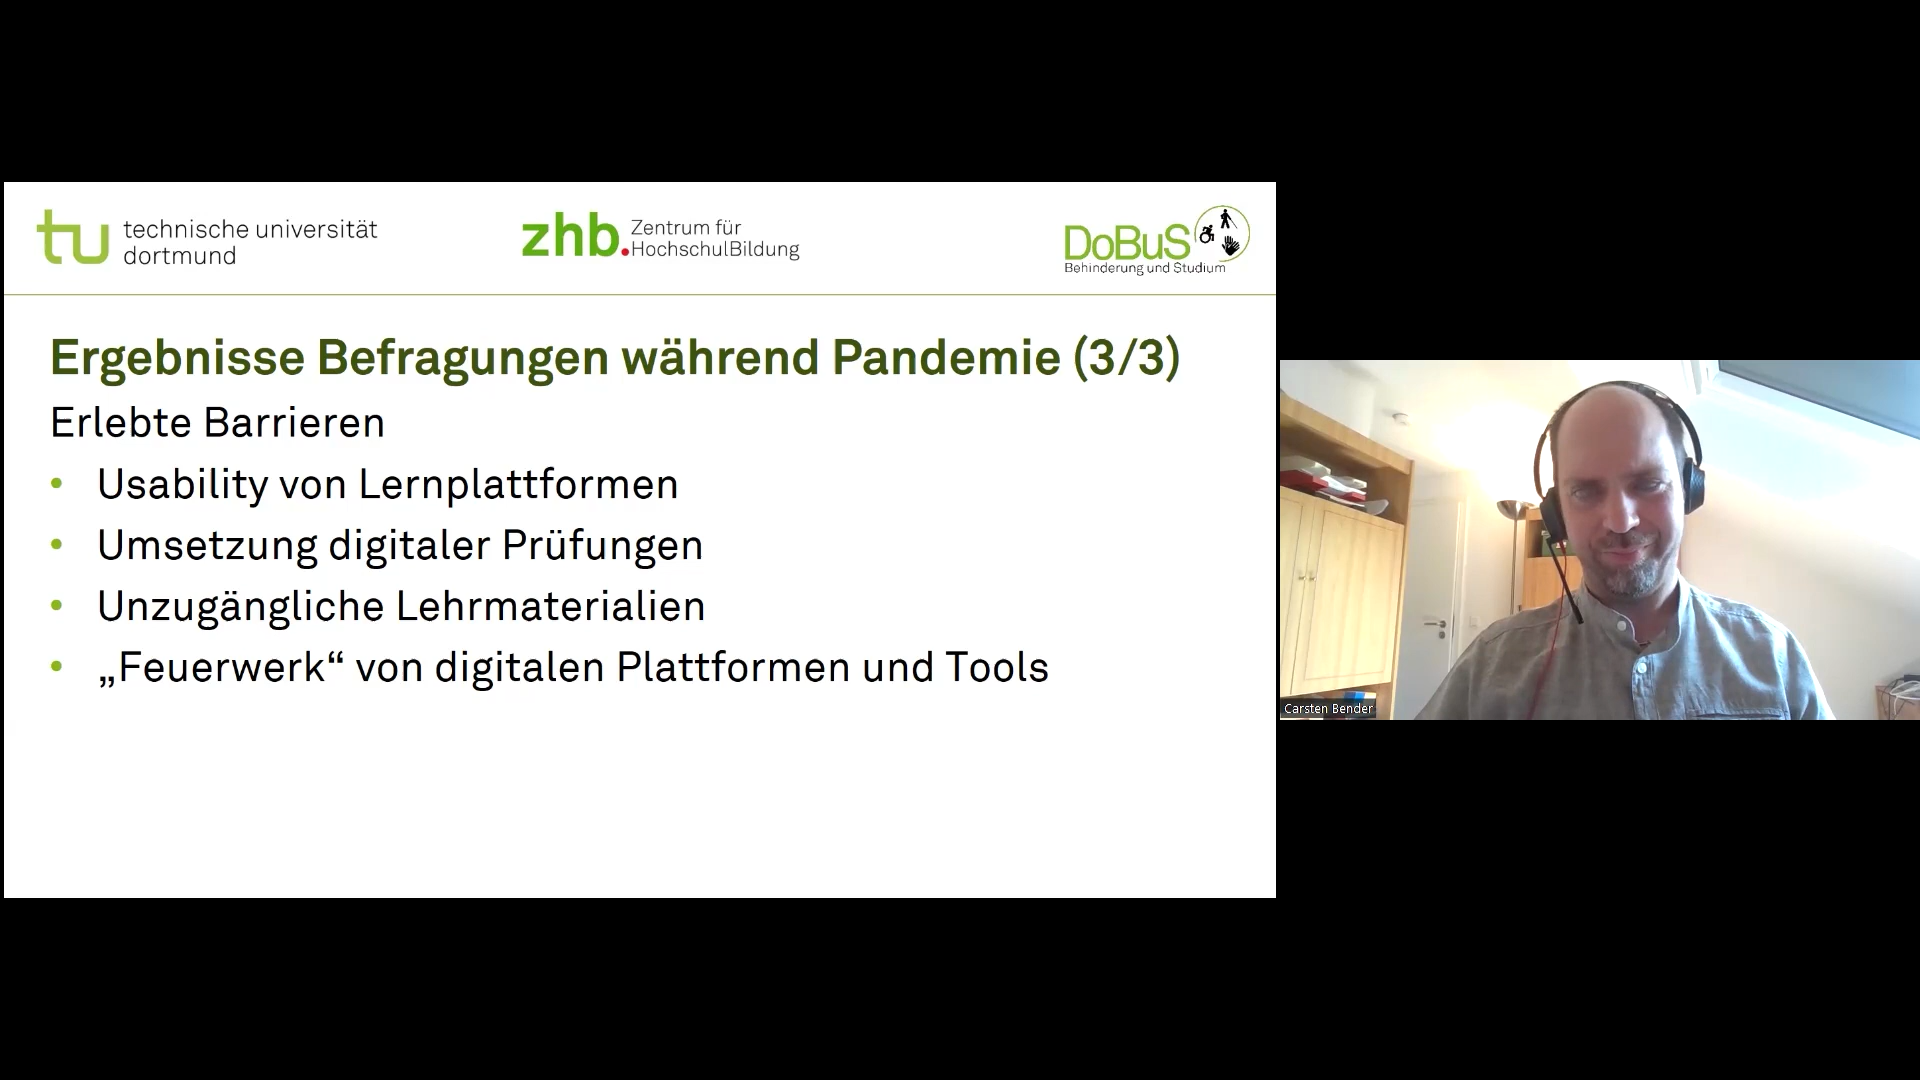 tu technische universität
dortmund
zhb. Zentrum für
HochschulBildung
DoBuS
Behinderung und Studium
Ergebnisse Befragungen während Pandemie (3/3)
Erlebte Barrieren
• Usability von Lernplattformen
• Umsetzung digitaler Prüfungen
• Unzugängliche Lehrmaterialien
• „Feuerwerk“ von digitalen Plattformen und Tools
Carsten Bender